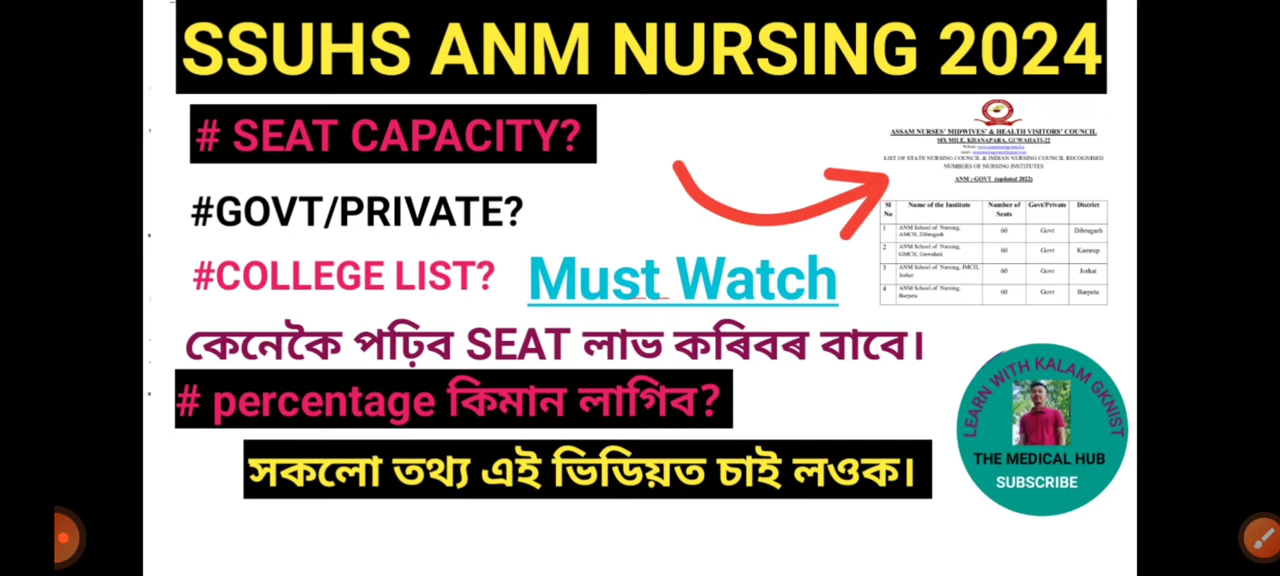 SSUHS ANM NURSING 2024
# SEAT CAPACITY?
#GOVT/PRIVATE?
#COLLEGE LIST?
Must Watch
ASSAM NURSES' MIDWIVES' & HEALTH VISITORS' COUNCIL
SIX MILE, KHANAPARA, GUWAHATI-22
LIST OF STATE NURSING COUNCIL & INDIAN NURSING COUNCIL RECOGNISED
NUMBERS OF NURSING INSTITUTES
ANM :-GOVT (updated 2022)
Sl No Name of the Institute Number of Seats Govt/Private District
1 ANM School of Nursing, AMCH, Dibrugarh 60 Govt Dibrugarh
2 ANM School of Nursing, GMCH, Guwahati 60 Govt Kamrup
3 ANM School of Nursing, JMCH, Jorhat 60 Govt Jorhat
4 ANM School of Nursing, Barpeta 60 Govt Barpeta
কেনেকৈ পঢ়িব SEAT লাভ কৰিবৰ বাবে।
# percentage কিমান লাগিব?
সকলো তথ্য এই ভিডিয়ত চাই লওক।
LEARN WITH KALAM GKNIST
THE MEDICAL HUB
SUBSCRIBE